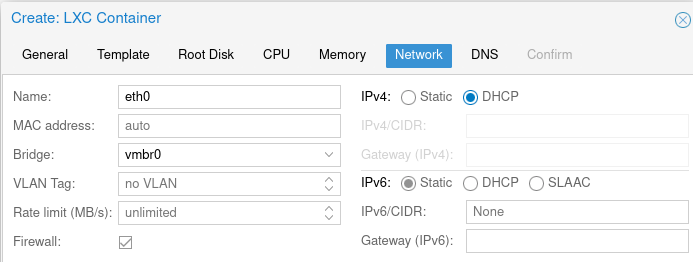 Create: LXC Container
General Template Root Disk CPU Memory Network DNS Confirm
Name: eth0
MAC address: auto
Bridge: vmbr0
VLAN Tag: no VLAN
Rate limit (MB/s): unlimited
Firewall:
IPv4: Static DHCP
IPv4/CIDR:
Gateway (IPv4):
IPv6: Static DHCP SLAAC
IPv6/CIDR: None
Gateway (IPv6):